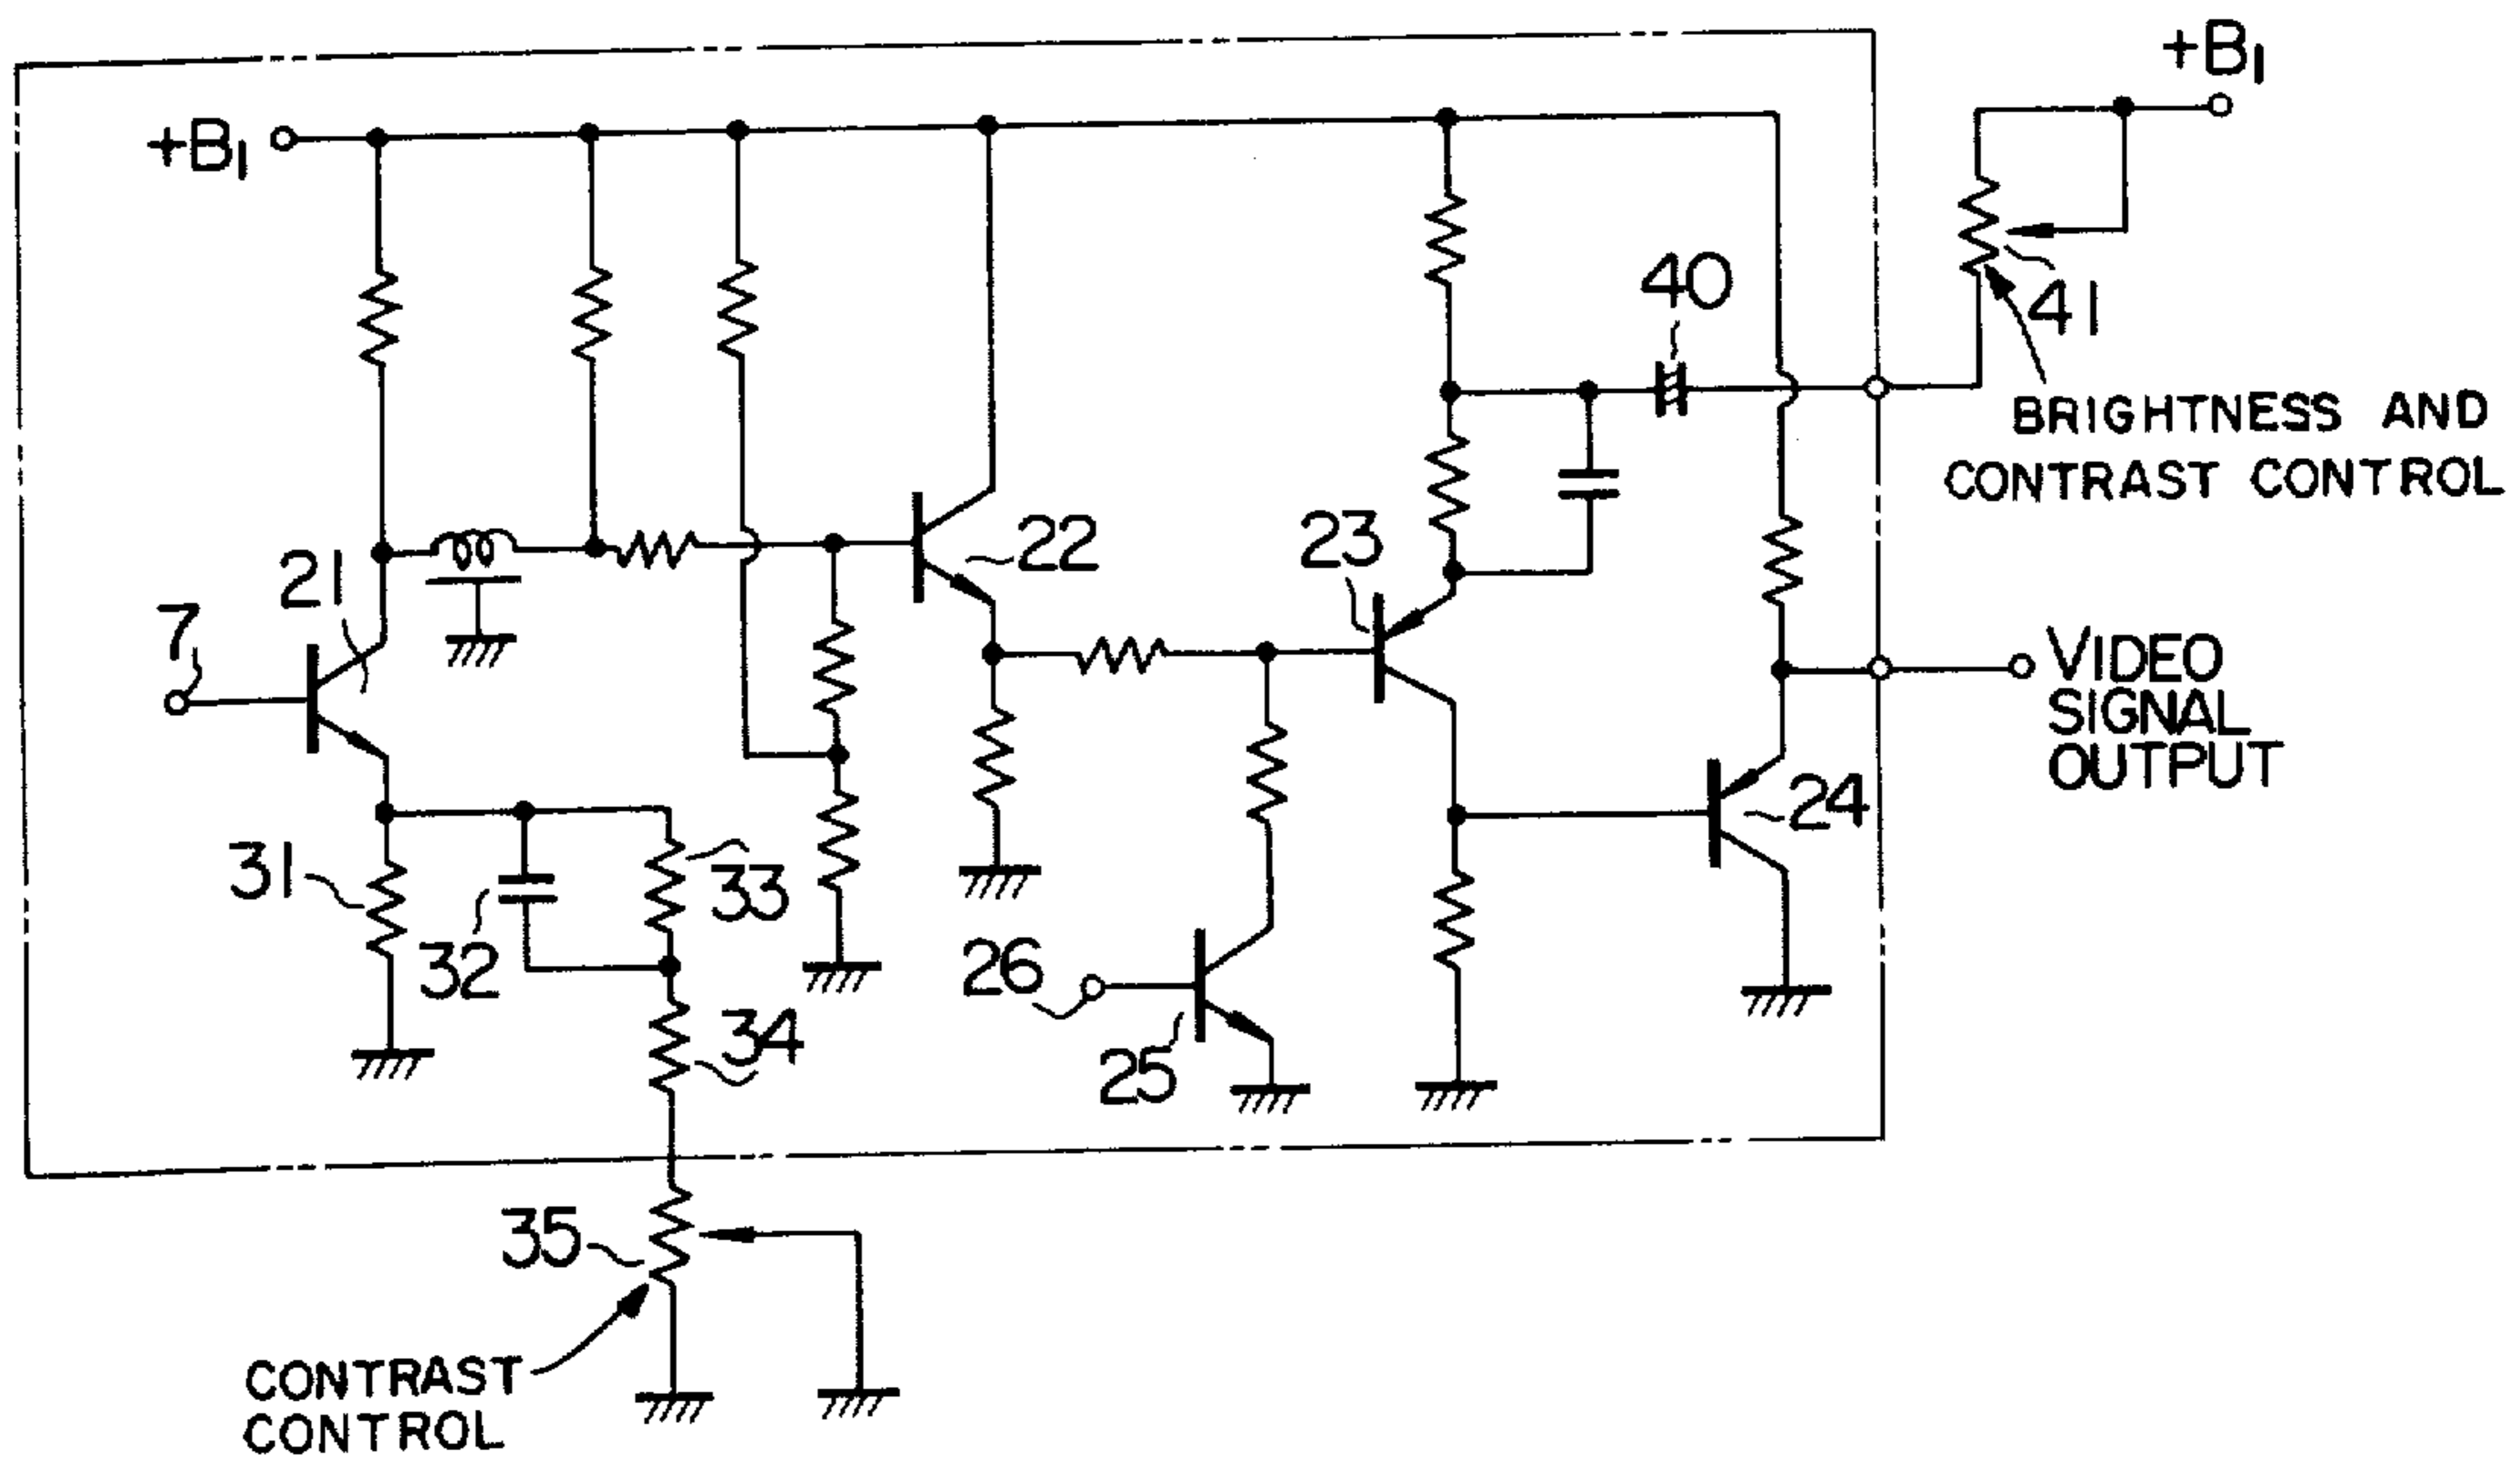 +B1
+B1
40
41
BRIGHTNESS AND
CONTRAST CONTROL
21
22
23
7
VIDEO
SIGNAL
OUTPUT
24
31
33
32
26
34
25
35
CONTRAST
CONTROL